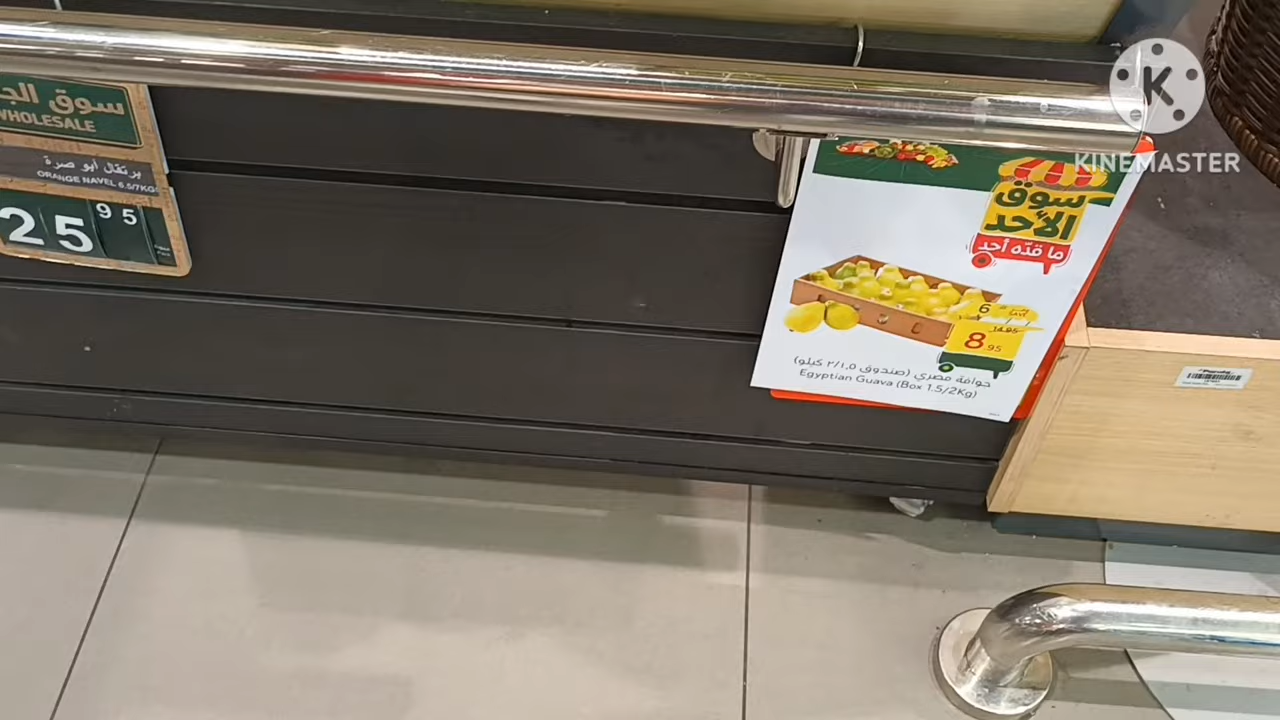 سوق
WHOLESALE
برتقال أبو صرة
ORANGE NAVEL 6.5/7KG
25 95
سوق
الأحد
ما قدّه أحد
6
14.95
8.95
جوافة مصري (صندوق ٢/١,٥ كيلو)
Egyptian Guava (Box 1.5/2Kg)
K
KINEMASTER